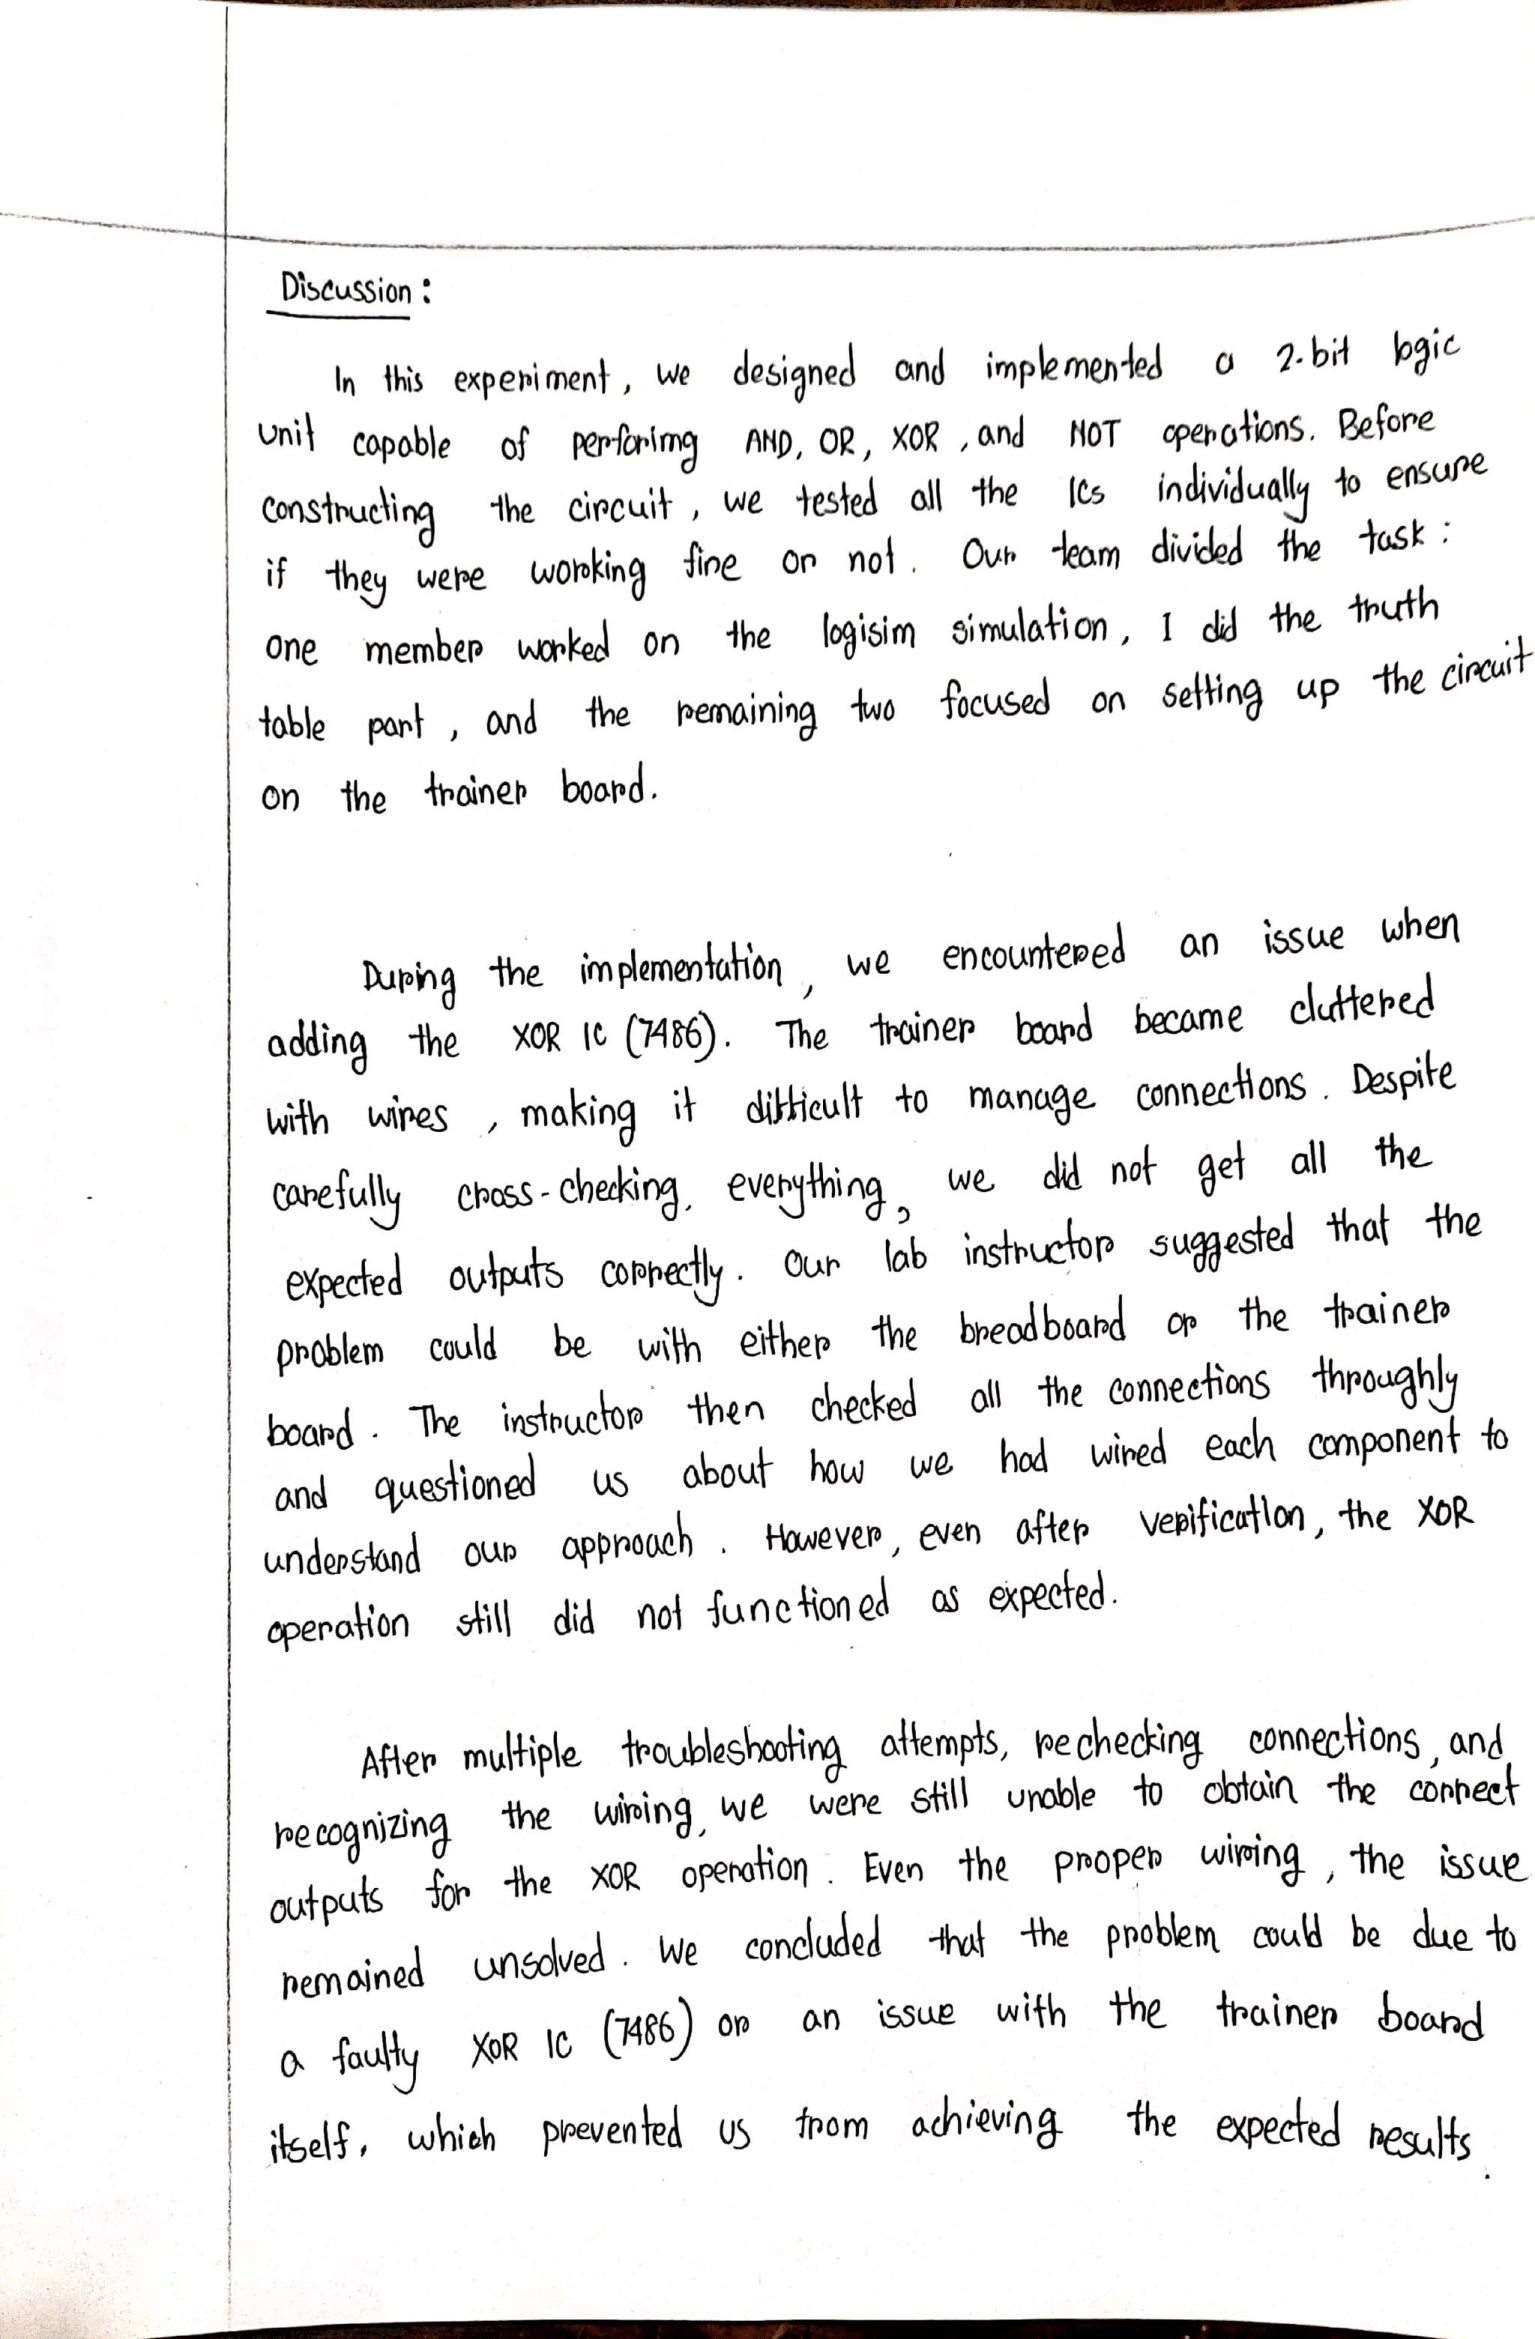 Discussion :
In this experiment, we designed and implemented a 2-bit logic
unit capable of perforimg AND, OR, XOR, and NOT operations. Before
constructing the circuit, we tested all the ICs individually to ensure
if they were working fine or not. Our team divided the task :
one member worked on the logisim simulation, I did the truth
table part, and the remaining two focused on setting up the circuit
on the trainer board.
During the implementation, we encountered an issue when
adding the XOR IC (7486). The trainer board became cluttered
with wires, making it difficult to manage connections. Despite
carefully cross-checking, everything, we did not get all the
expected outputs correctly. Our lab instructor suggested that the
problem could be with either the breadboard or the trainer
board. The instructor then checked all the connections throughly
and questioned us about how we had wired each component to
understand our approach. However, even after verification, the XOR
operation still did not functioned as expected.
After multiple troubleshooting attempts, rechecking connections, and
recognizing the wiring, we were still unable to obtain the correct
outputs for the XOR operation. Even the proper wiring, the issue
remained unsolved. We concluded that the problem could be due to
a faulty XOR IC (7486) or an issue with the trainer board
itself, which prevented us from achieving the expected results.